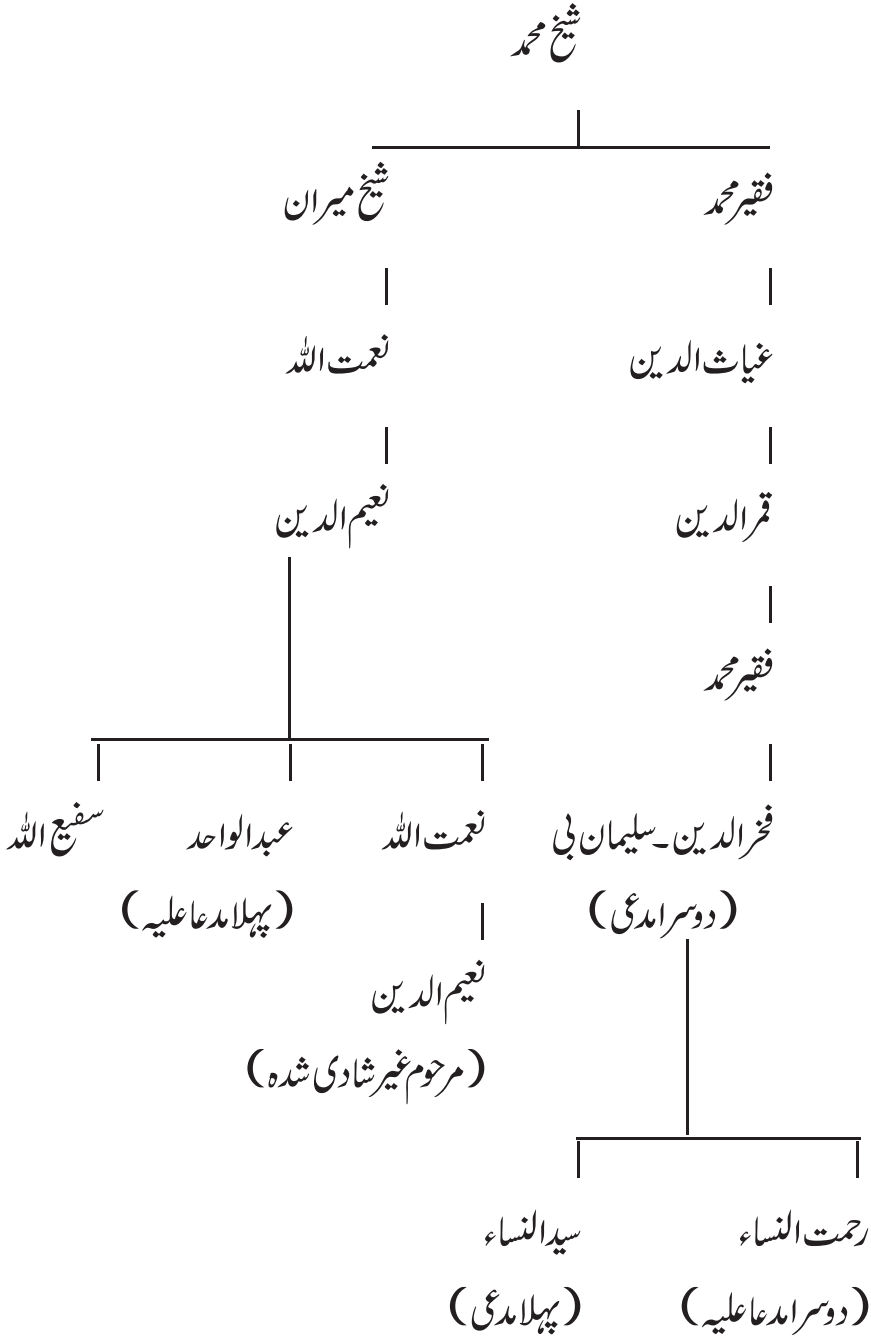 شیخ محمد
فقیر محمد شیخ میران
غیاث الدین نعمت اللہ
قمر الدین نعیم الدین
فقیر محمد
فخر الدین۔سلیمان بی نعمت اللہ عبدالواحد سفیع اللہ
(دوسرا مدعی) (پہلا مدعا علیہ)
نعیم الدین
(مرحوم غیر شادی شدہ)
رحمت النساء سید النساء
(دوسرا مدعا علیہ) (پہلا مدعی)